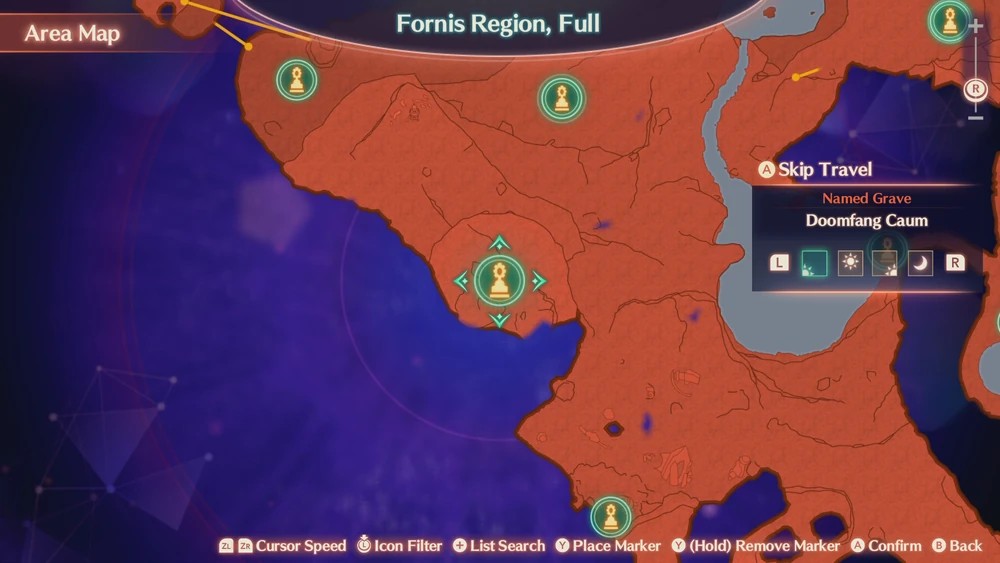 Area Map
Fornis Region, Full
R
A Skip Travel
Named Grave
Doomfang Caum
L R
ZL ZR Cursor Speed L Icon Filter List Search Y Place Marker Y (Hold) Remove Marker A Confirm B Back